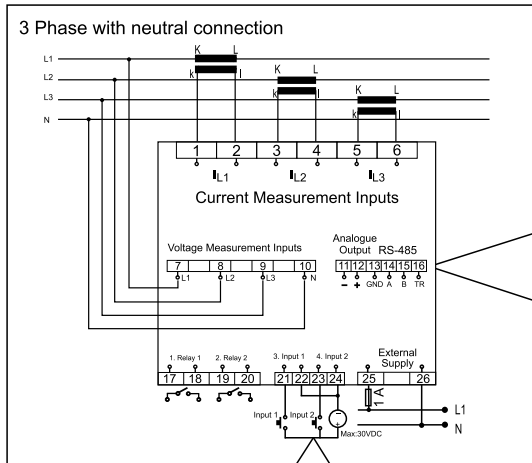 3 Phase with neutral connection
K L
L1
K L
L2
k l
K L
L3
k l
N
k l
1 2 3 4 5 6
IL1 IL2 IL3
Current Measurement Inputs
Analogue
Output RS-485
Voltage Measurement Inputs
7 8 9 10
11 12 13 14 15 16
L1 L2 L3 N
- + GND A B TR
External
Supply
1. Relay 1 2. Relay 2 3. Input 1 4. Input 2
17 18 19 20 21 22 23 24 25 26
1 A
Input 1 Input 2
- 
+
L1
Max:30VDC
N